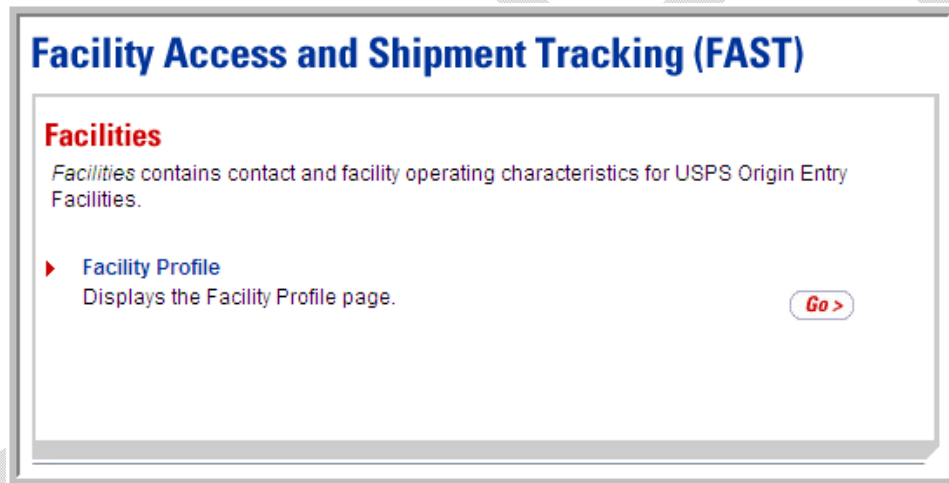 Facility Access and Shipment Tracking (FAST)
Facilities
Facilities contains contact and facility operating characteristics for USPS Origin Entry
Facilities.
Facility Profile
Displays the Facility Profile page.
Go >